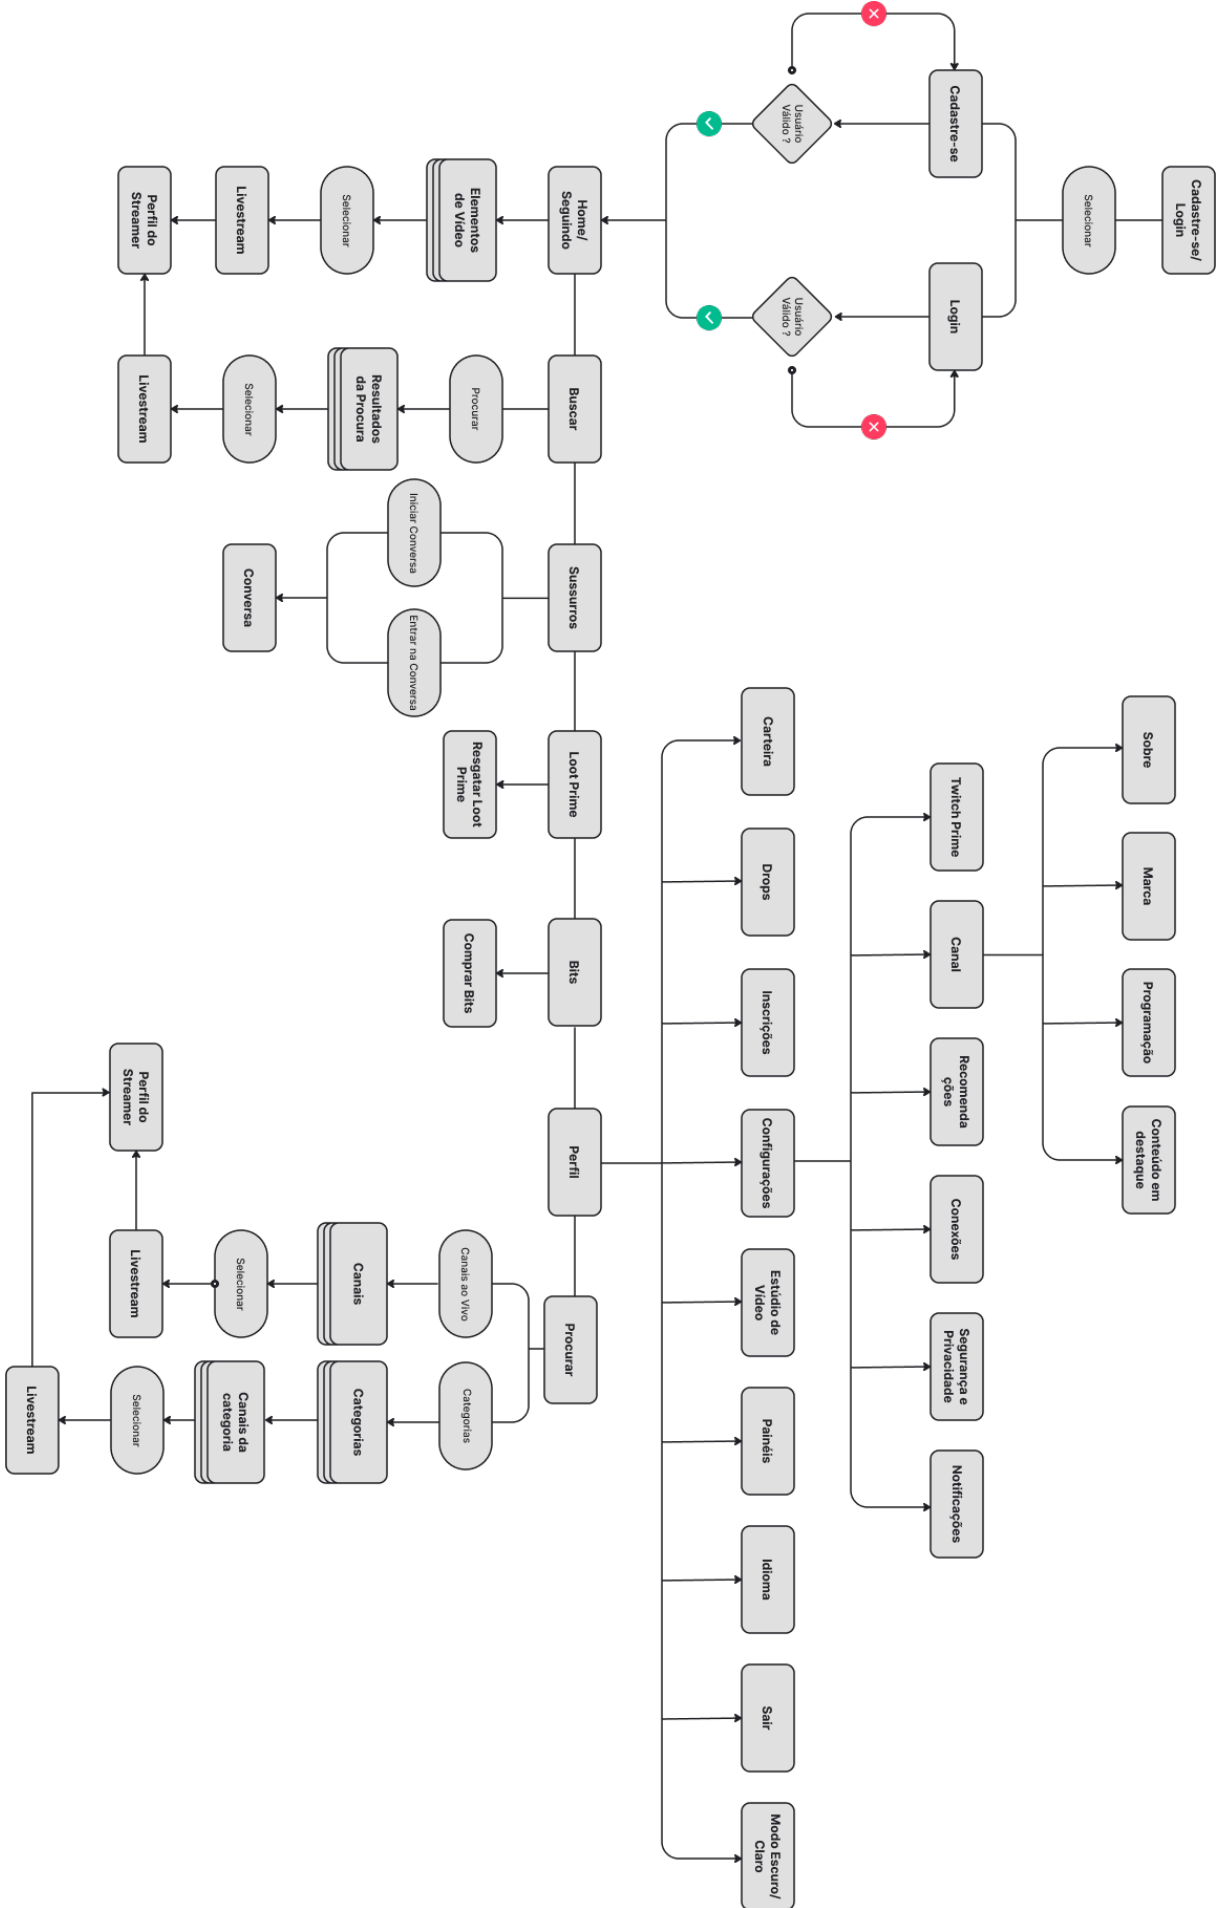 Cadastre-se/
Login
Sobre
Marca
Programação
Conteúdo em
destaque
Selecionar
Cadastre-se
Login
Twitch Prime
Canal
Recomenda
ções
Conexões
Segurança e
Privacidade
Notificações
Usuário
Válido ?
Usuário
Válido ?
Carteira
Drops
Inscrições
Configurações
Estúdio de
Vídeo
Painéis
Idioma
Sair
Modo Escuro/
Claro
Home/
Seguindo
Buscar
Sussurros
Loot Prime
Bits
Perfil
Procurar
Elementos
de Vídeo
Procurar
Resgatar Loot
Prime
Comprar Bits
Canais ao Vivo
Categorias
Iniciar Conversa
Entrar na Conversa
Selecionar
Resultados
da Procura
Canais
Categorias
Livestream
Selecionar
Conversa
Selecionar
Canais da
categoria
Perfil do
Streamer
Livestream
Perfil do
Streamer
Livestream
Selecionar
Livestream